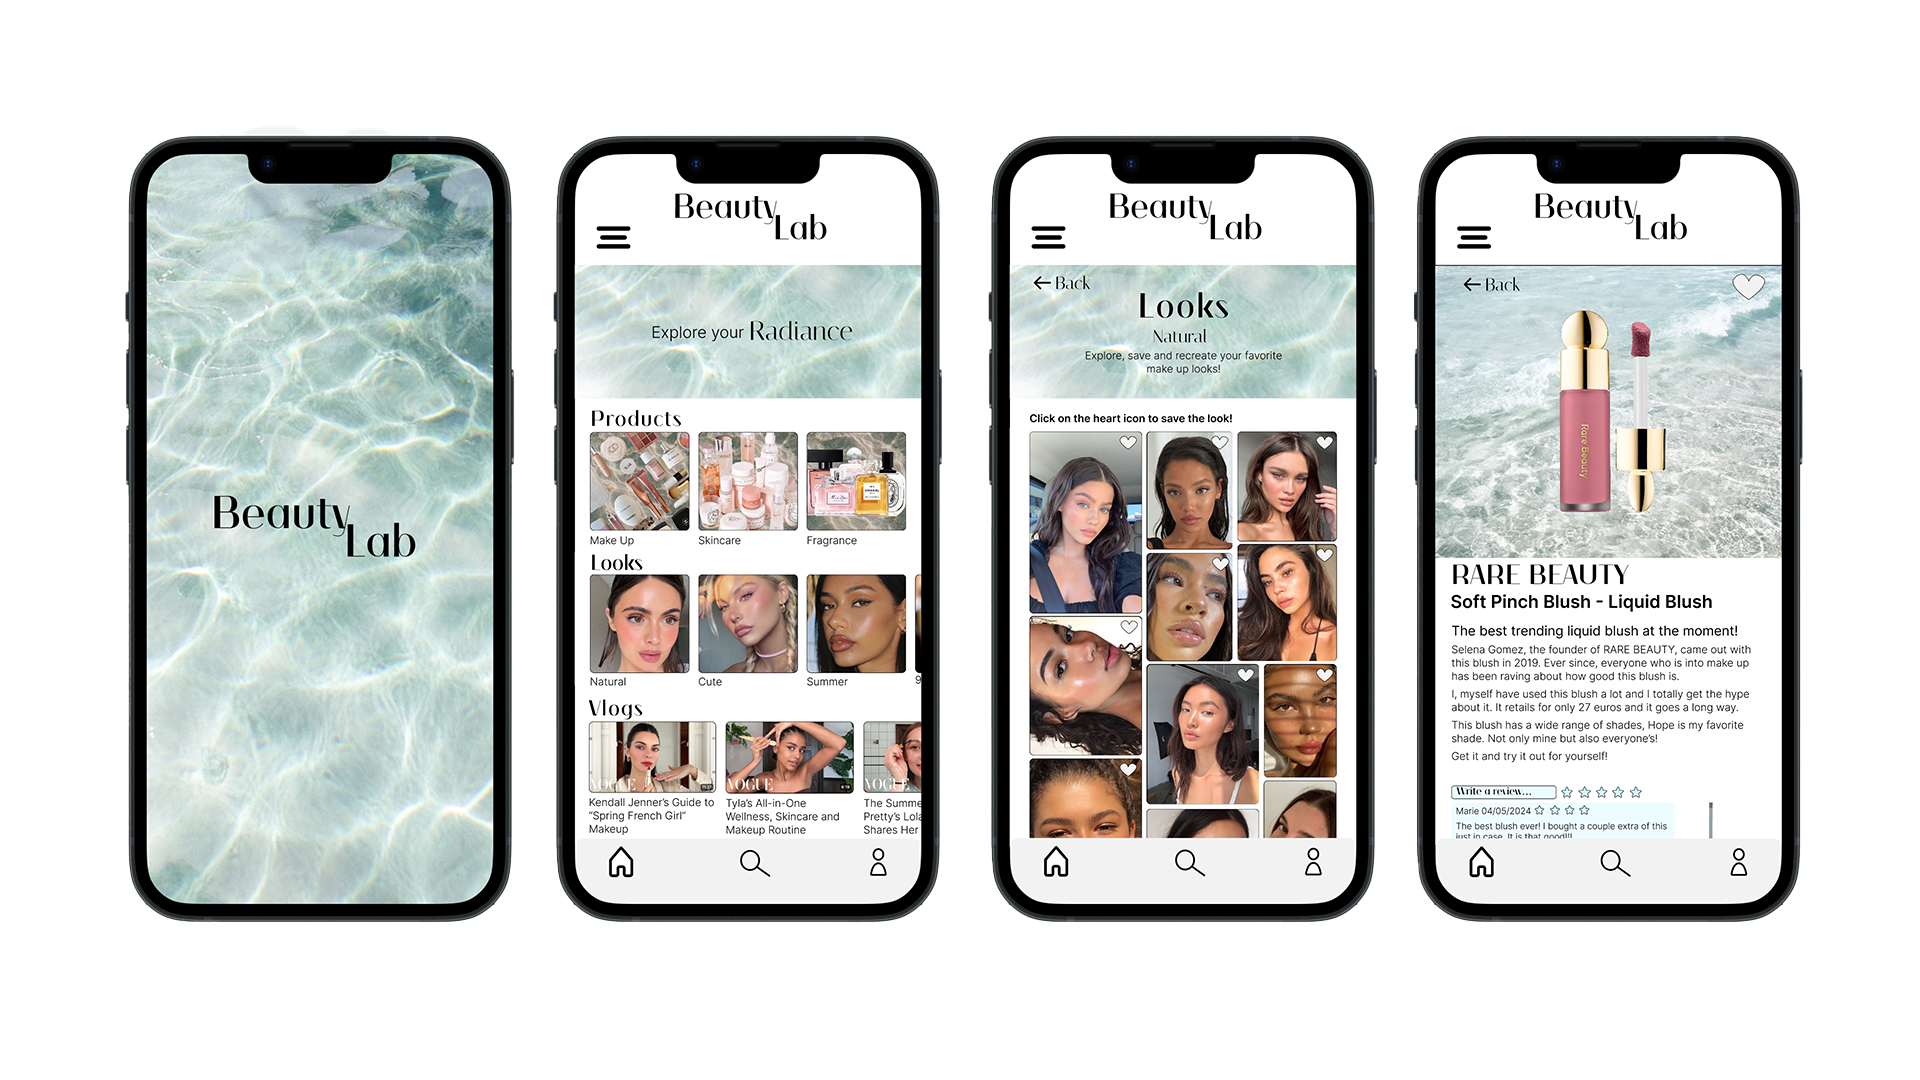 Beauty
Lab
Beauty
Lab
Explore your Radiance
Products
Make Up
Skincare
Fragrance
Looks
Natural
Cute
Summer
9
Vlogs
VOGUE
VOGUE
VOGUE
Kendall Jenner's Guide to
"Spring French Girl"
Makeup
Tyla's All-in-One
Wellness, Skincare and
Makeup Routine
The Summe
Pretty's Lola
Shares Her
Beauty
Lab
← Back
Looks
Natural
Explore, save and recreate your favorite
make up looks!
Click on the heart icon to save the look!
Beauty
Lab
← Back
Rare Beauty
RARE BEAUTY
Soft Pinch Blush - Liquid Blush
The best trending liquid blush at the moment!
Selena Gomez, the founder of RARE BEAUTY, came out with
this blush in 2019. Ever since, everyone who is into make up
has been raving about how good this blush is.
I, myself have used this blush a lot and I totally get the hype
about it. It retails for only 27 euros and it goes a long way.
This blush has a wide range of shades, Hope is my favorite
shade. Not only mine but also everyone's!
Get it and try it out for yourself!
Write a review...
Marie 04/05/2024
The best blush ever! I bought a couple extra of this
just in case. It is that good!!!